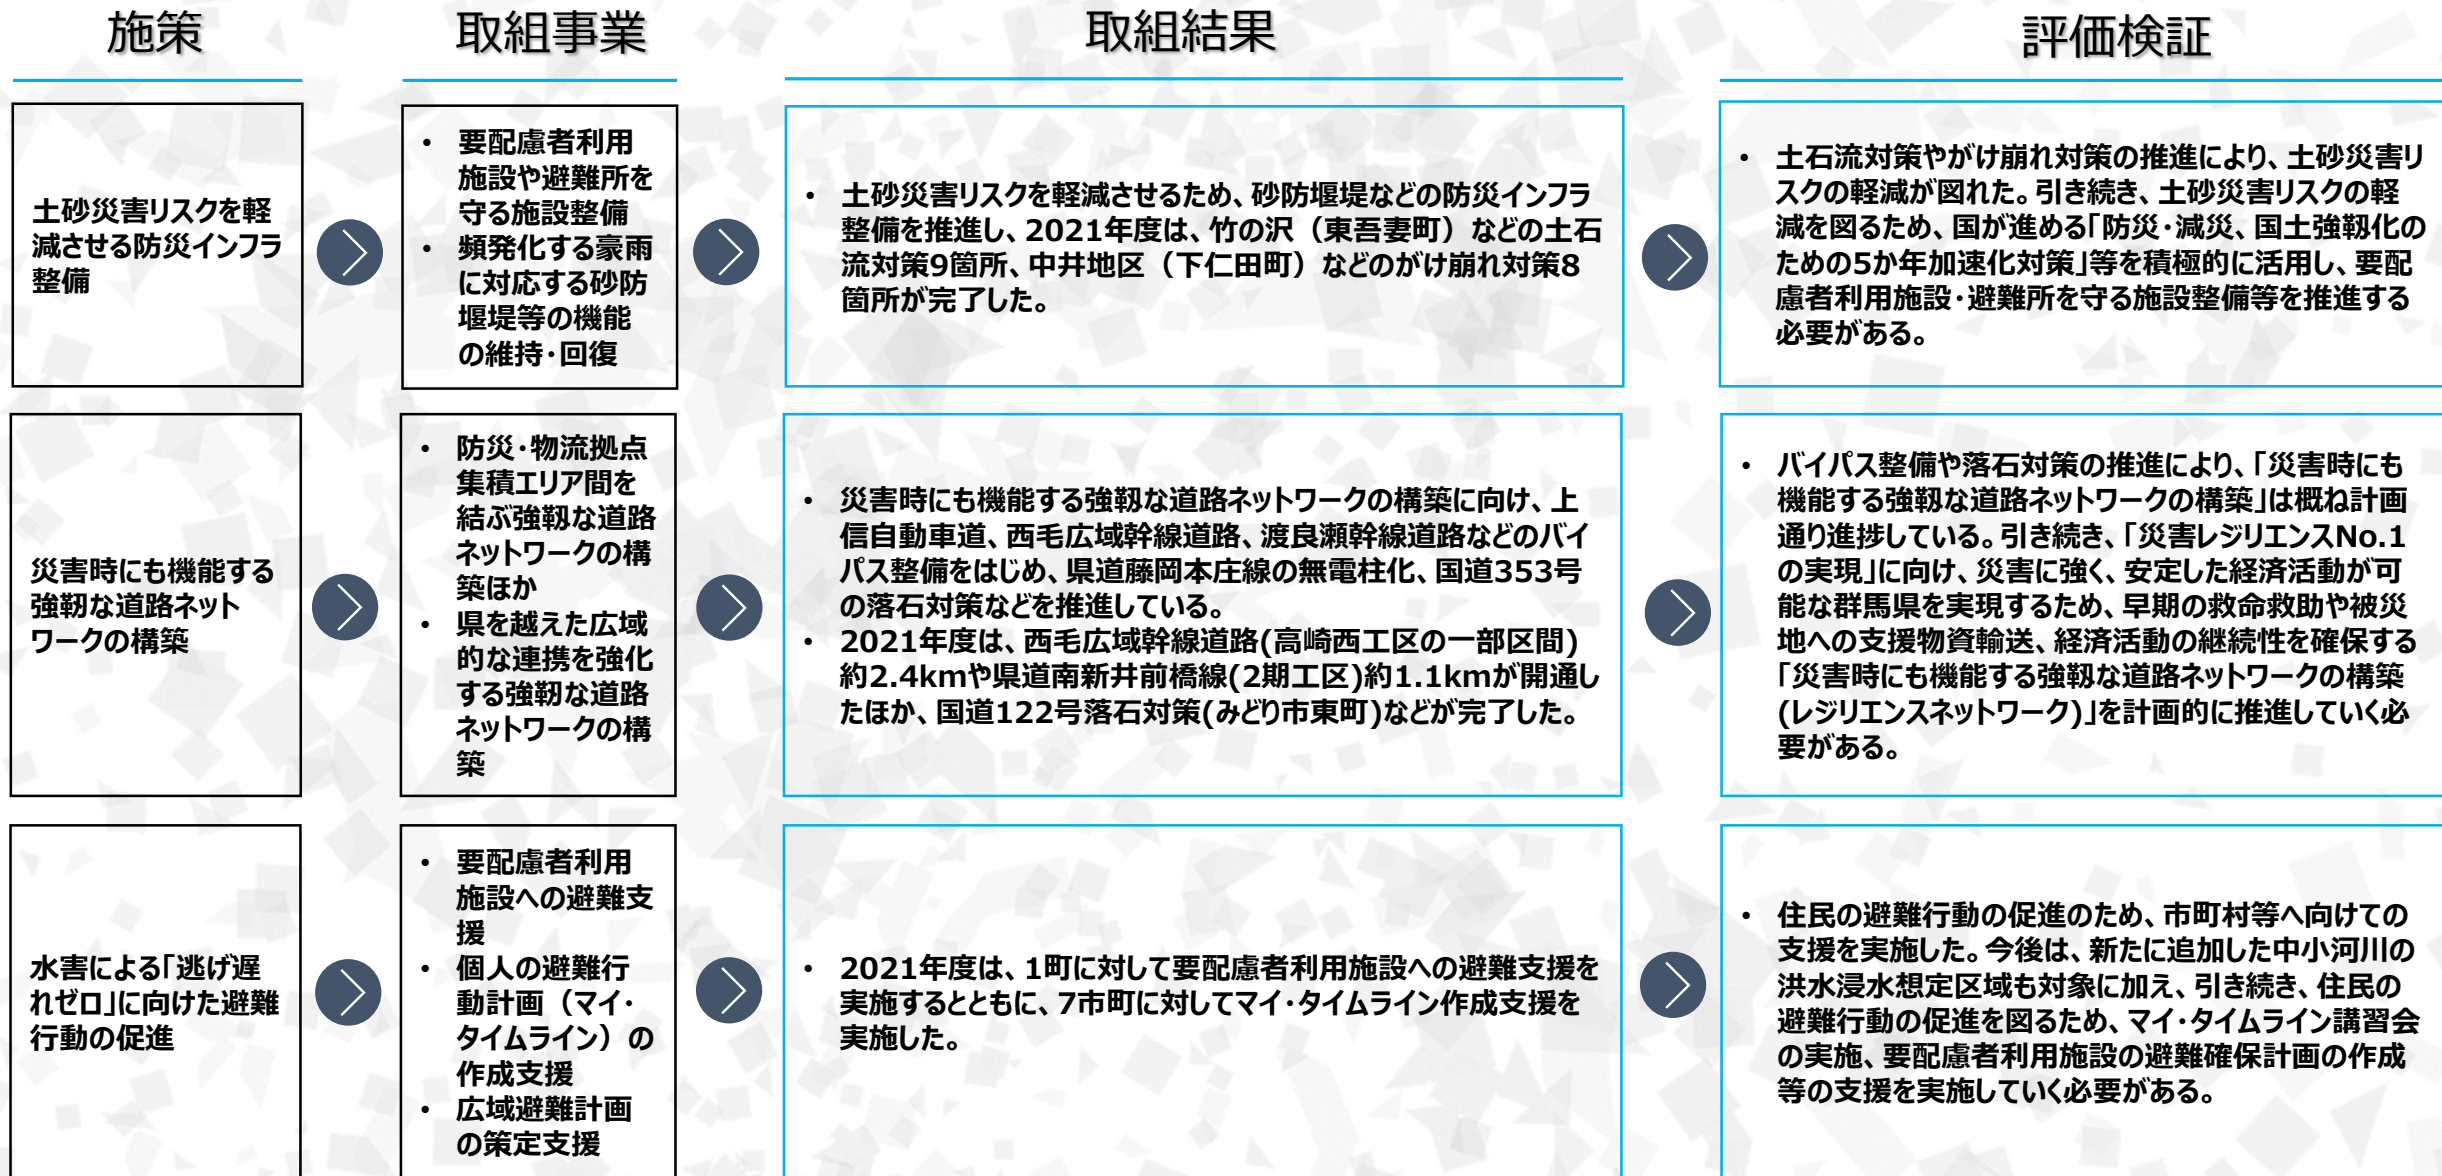 施策
取組事業
取組結果
評価検証
土砂災害リスクを軽
減させる防災インフラ
整備
• 要配慮者利用
施設や避難所を
守る施設整備
• 頻発化する豪雨
に対応する砂防
堰堤等の機能
の維持・回復
• 土砂災害リスクを軽減させるため、砂防堰堤などの防災インフラ
整備を推進し、2021年度は、竹の沢（東吾妻町）などの土石
流対策9箇所、中井地区（下仁田町）などのがけ崩れ対策8
箇所が完了した。
• 土石流対策やがけ崩れ対策の推進により、土砂災害リ
スクの軽減が図れた。引き続き、土砂災害リスクの軽
減を図るため、国が進める「防災・減災、国土強靱化の
ための5か年加速化対策」等を積極的に活用し、要配
慮者利用施設・避難所を守る施設整備等を推進する
必要がある。
災害時にも機能する
強靱な道路ネット
ワークの構築
• 防災・物流拠点
集積エリア間を
結ぶ強靱な道路
ネットワークの構
築ほか
• 県を越えた広域
的な連携を強化
する強靱な道路
ネットワークの構
築
• 災害時にも機能する強靱な道路ネットワークの構築に向け、上
信自動車道、西毛広域幹線道路、渡良瀬幹線道路などのバイ
パス整備をはじめ、県道藤岡本庄線の無電柱化、国道353号
の落石対策などを推進している。
• 2021年度は、西毛広域幹線道路(高崎西工区の一部区間)
約2.4kmや県道南新井前橋線(2期工区)約1.1kmが開通し
たほか、国道122号落石対策(みどり市東町)などが完了した。
• バイパス整備や落石対策の推進により、「災害時にも
機能する強靱な道路ネットワークの構築」は概ね計画
通り進捗している。引き続き、「災害レジリエンスNo.1
の実現」に向け、災害に強く、安定した経済活動が可
能な群馬県を実現するため、早期の救命救助や被災
地への支援物資輸送、経済活動の継続性を確保する
「災害時にも機能する強靱な道路ネットワークの構築
(レジリエンスネットワーク)」を計画的に推進していく必
要がある。
水害による「逃げ遅
れゼロ」に向けた避難
行動の促進
• 要配慮者利用
施設への避難支
援
• 個人の避難行
動計画（マイ・
タイムライン）の
作成支援
• 広域避難計画
の策定支援
• 2021年度は、1町に対して要配慮者利用施設への避難支援を
実施するとともに、7市町に対してマイ・タイムライン作成支援を
実施した。
• 住民の避難行動の促進のため、市町村等へ向けての
支援を実施した。今後は、新たに追加した中小河川の
洪水浸水想定区域も対象に加え、引き続き、住民の
避難行動の促進を図るため、マイ・タイムライン講習会
の実施、要配慮者利用施設の避難確保計画の作成
等の支援を実施していく必要がある。